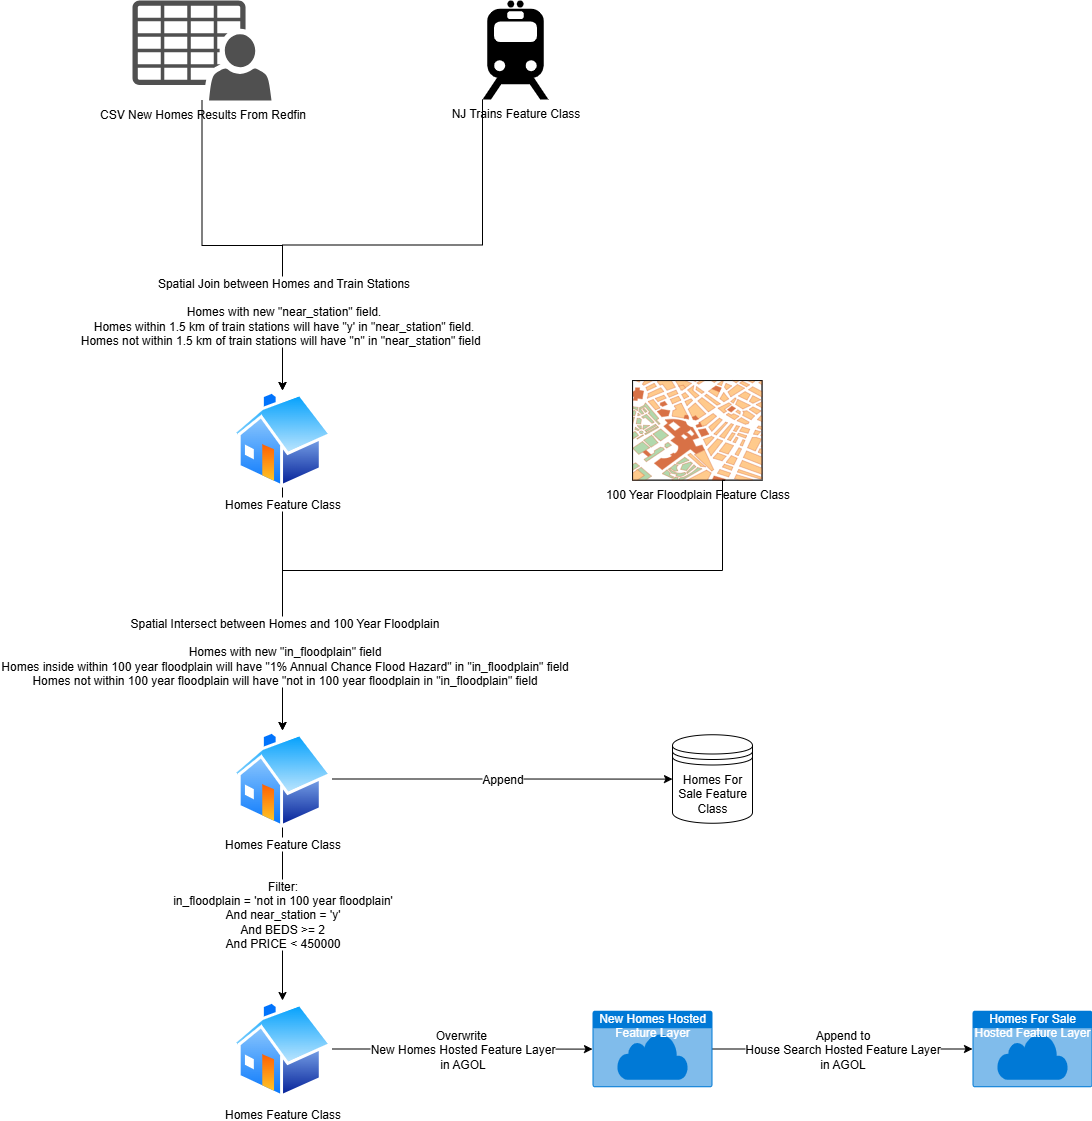 CSV New Homes Results From Redfin
NJ Trains Feature Class
Spatial Join between Homes and Train Stations
Homes with new "near_station" field.
Homes within 1.5 km of train stations will have "y' in "near_station" field.
Homes not within 1.5 km of train stations will have "n" in "near_station" field
Homes Feature Class
100 Year Floodplain Feature Class
Spatial Intersect between Homes and 100 Year Floodplain
Homes with new "in_floodplain" field
Homes inside within 100 year floodplain will have "1% Annual Chance Flood Hazard" in "in_floodplain" field
Homes not within 100 year floodplain will have "not in 100 year floodplain in "in_floodplain" field
Append
Homes For
Sale Feature
Class
Homes Feature Class
Filter:
in_floodplain = 'not in 100 year floodplain'
And near_station = 'y'
And BEDS >= 2
And PRICE < 450000
Homes Feature Class
Overwrite
New Homes Hosted Feature Layer
in AGOL
New Homes Hosted
Feature Layer
Append to
House Search Hosted Feature Layer
in AGOL
Homes For Sale
Hosted Feature Layer